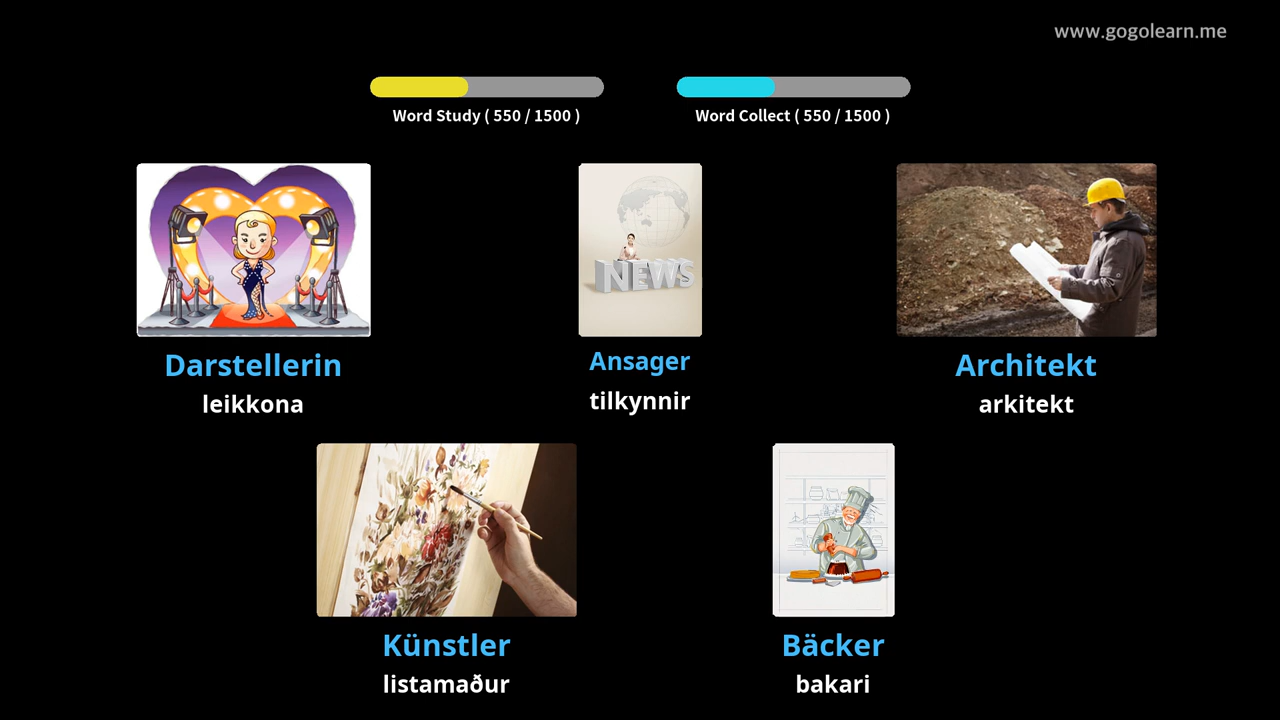 www.gogolearn.me
Word Study ( 550 / 1500 )
Word Collect ( 550 / 1500 )
NEWS
Darstellerin
leikkona
Ansager
tilkynnir
Architekt
arkitekt
Künstler
listamaður
Bäcker
bakari